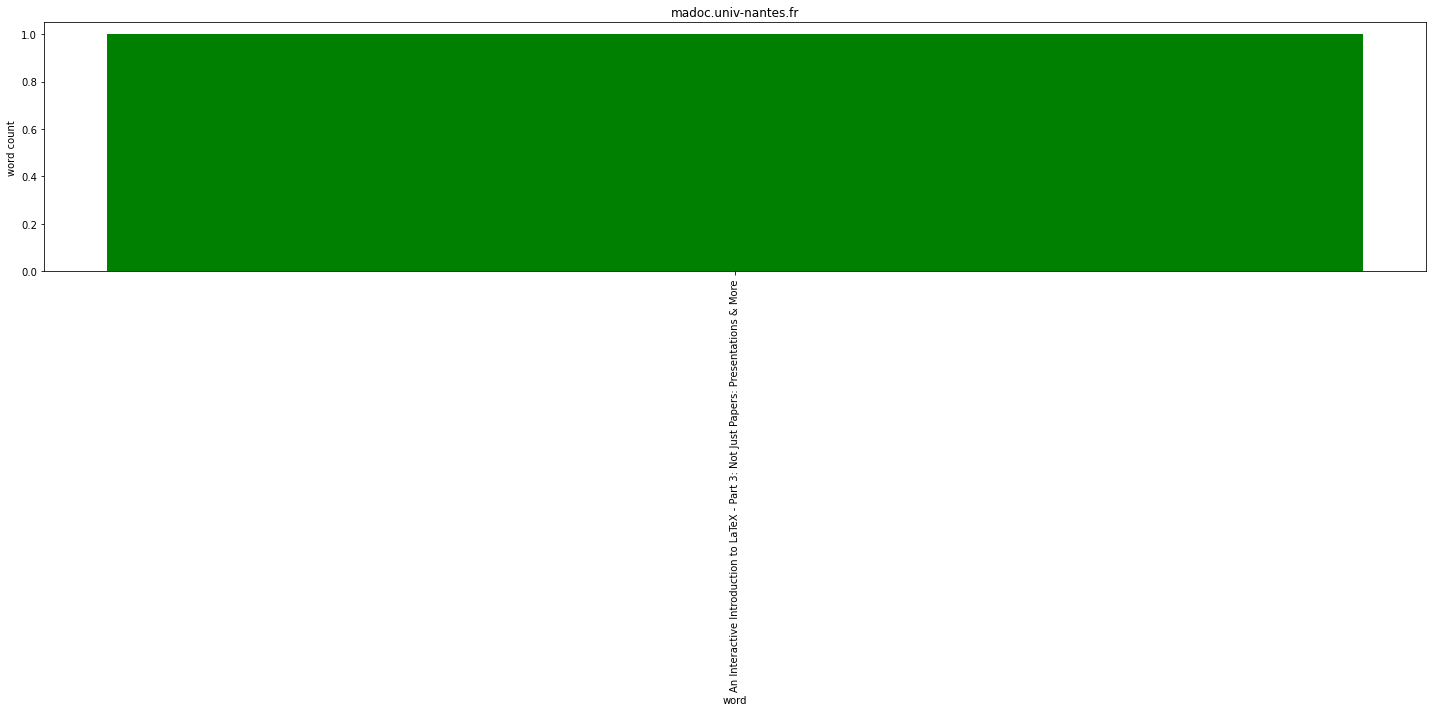 madoc.univ-nantes.fr
word count
1.0
0.8
0.6
0.4
0.2
0.0
An Interactive Introduction to LaTeX - Part 3: Not Just Papers: Presentations & More
word